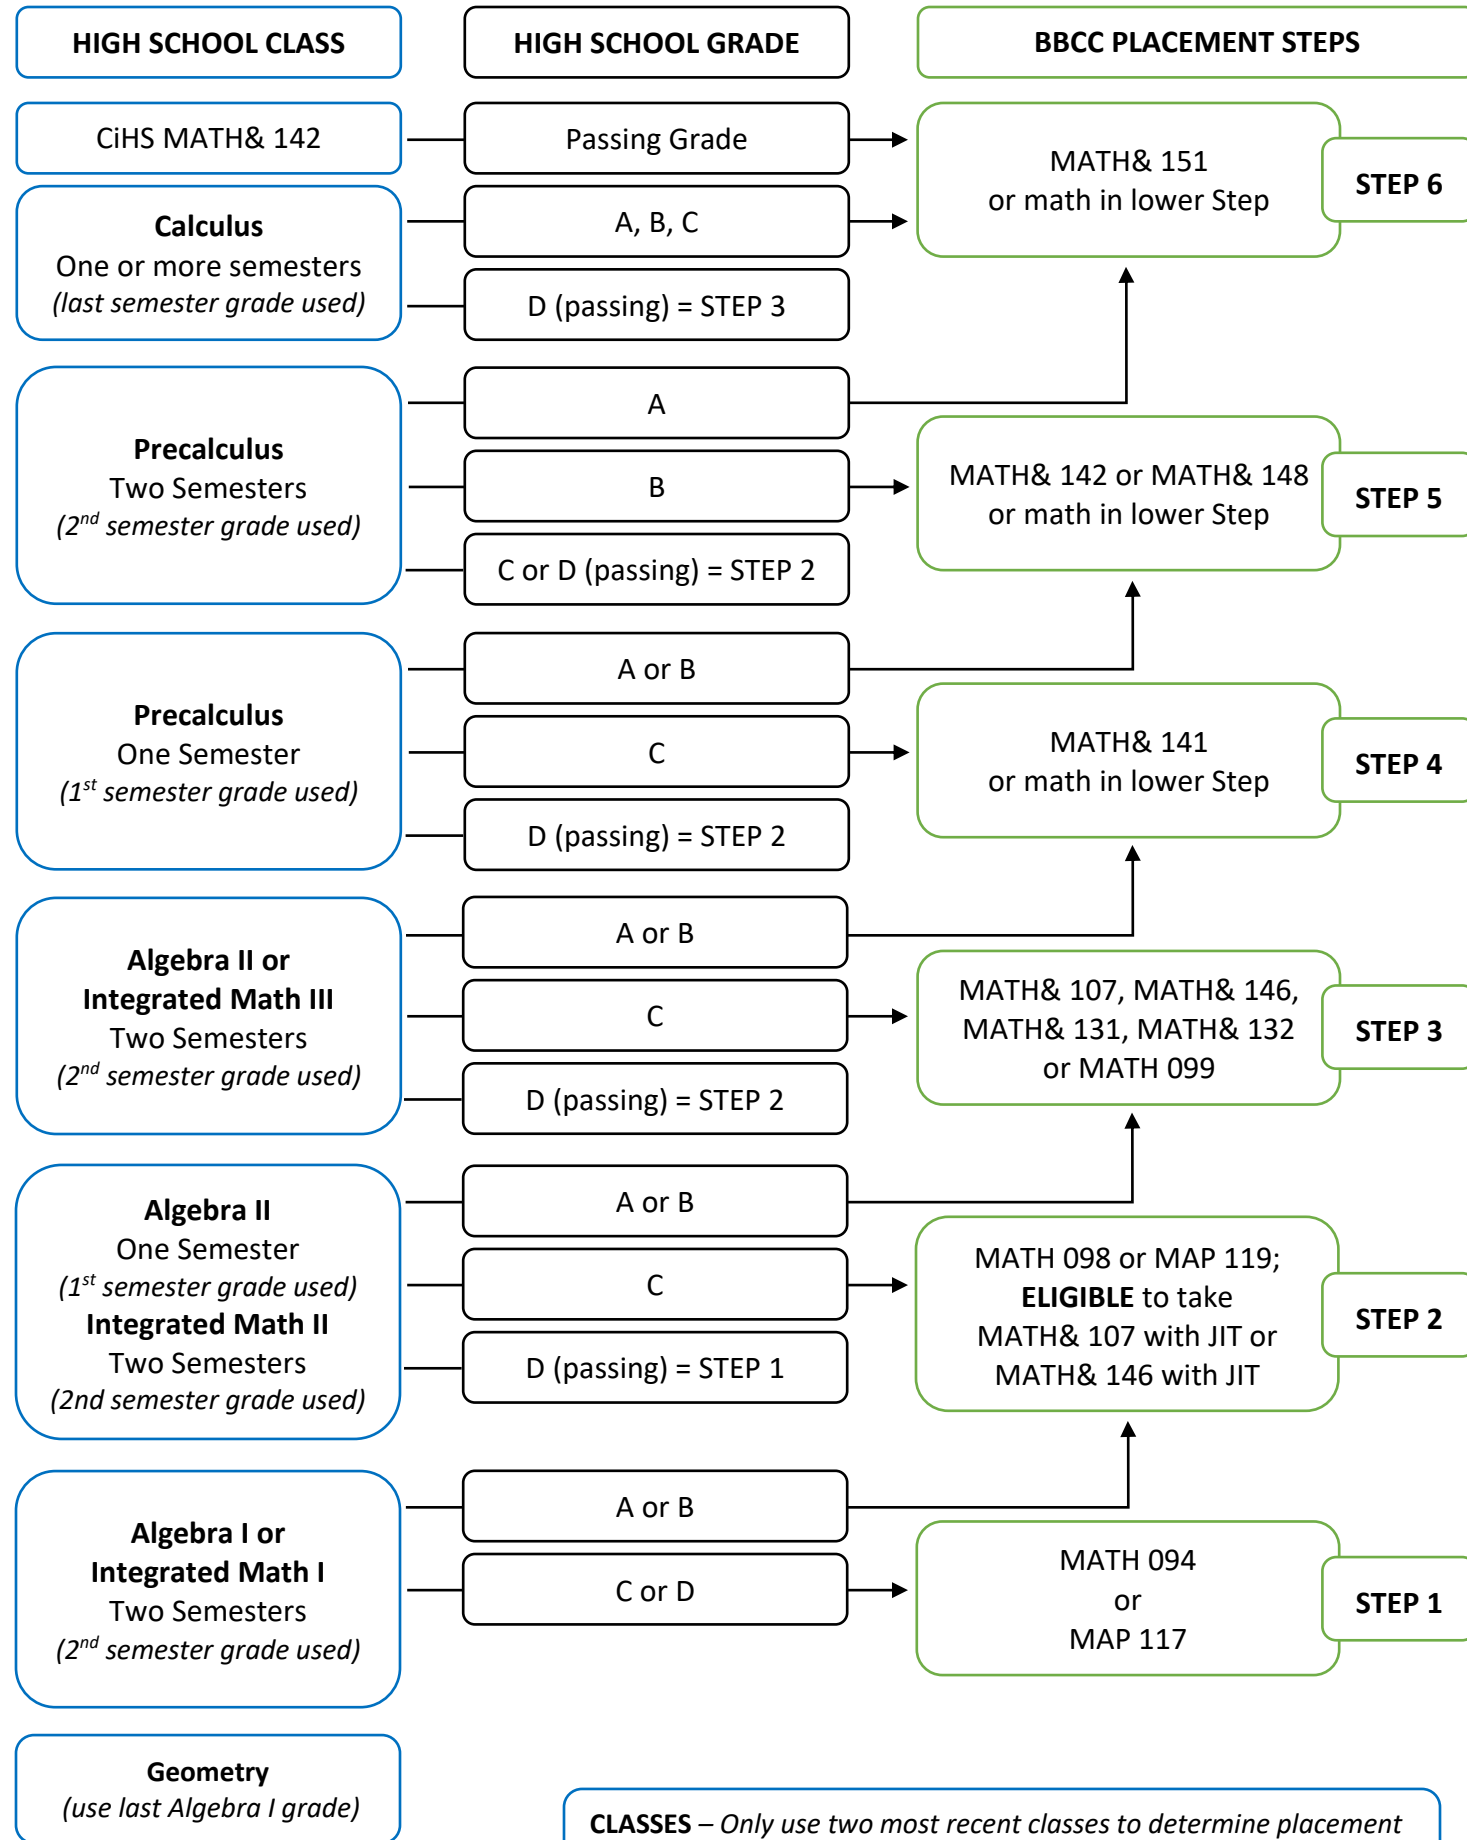 HIGH SCHOOL CLASS
HIGH SCHOOL GRADE
BBCC PLACEMENT STEPS
CiHS MATH& 142
Passing Grade
MATH& 151
or math in lower Step
STEP 6
Calculus
One or more semesters
(last semester grade used)
A, B, C
D (passing) = STEP 3
Precalculus
Two Semesters
(2nd semester grade used)
A
B
C or D (passing) = STEP 2
MATH& 142 or MATH& 148
or math in lower Step
STEP 5
Precalculus
One Semester
(1st semester grade used)
A or B
C
D (passing) = STEP 2
MATH& 141
or math in lower Step
STEP 4
Algebra II or
Integrated Math III
Two Semesters
(2nd semester grade used)
A or B
C
D (passing) = STEP 2
MATH& 107, MATH& 146,
MATH& 131, MATH& 132
or MATH 099
STEP 3
Algebra II
One Semester
(1st semester grade used)
Integrated Math II
Two Semesters
(2nd semester grade used)
A or B
C
D (passing) = STEP 1
MATH 098 or MAP 119;
ELIGIBLE to take
MATH& 107 with JIT or
MATH& 146 with JIT
STEP 2
Algebra I or
Integrated Math I
Two Semesters
(2nd semester grade used)
A or B
C or D
MATH 094
or
MAP 117
STEP 1
Geometry
(use last Algebra I grade)
CLASSES – Only use two most recent classes to determine placement